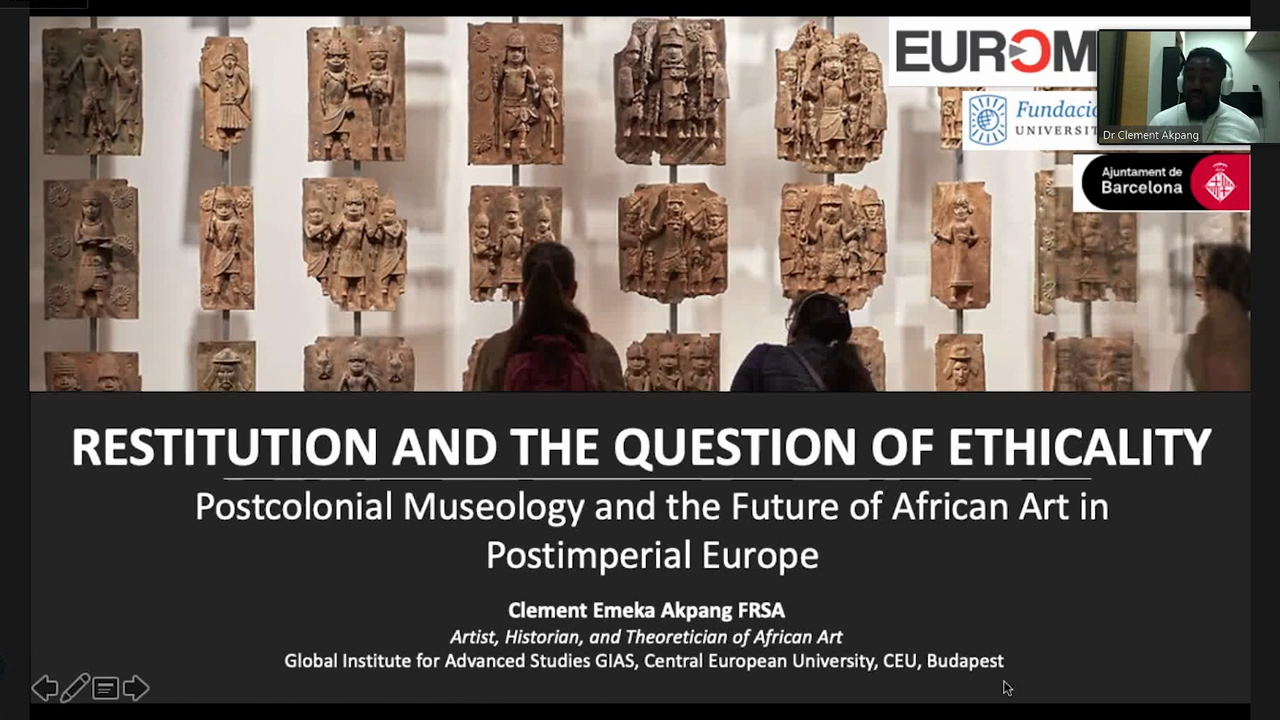 EUROM
Fundació
UNIVERSIT
Dr Clement Akpang
Ajuntament de
Barcelona
RESTITUTION AND THE QUESTION OF ETHICALITY
Postcolonial Museology and the Future of African Art in
Postimperial Europe
Clement Emeka Akpang FRSA
Artist, Historian, and Theoretician of African Art
Global Institute for Advanced Studies GIAS, Central European University, CEU, Budapest